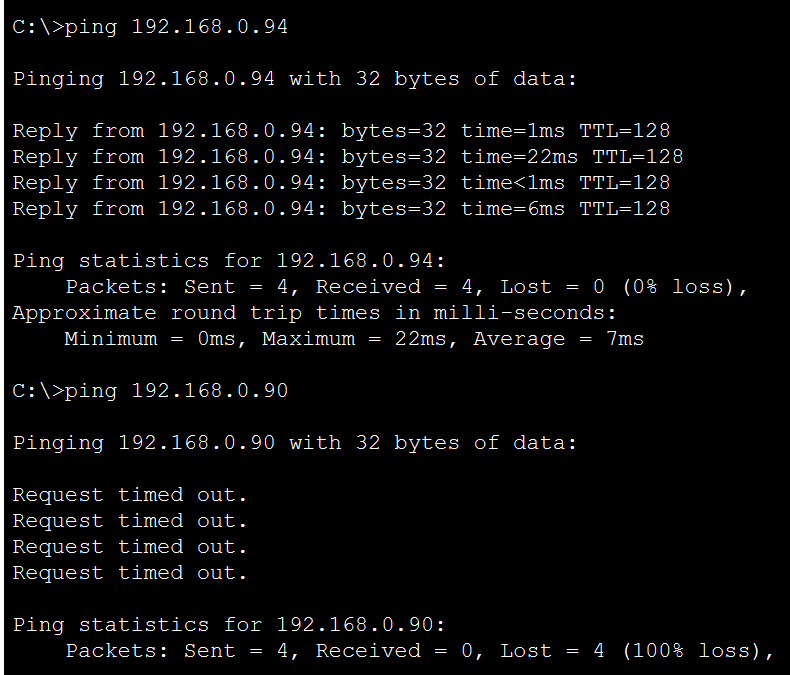 C:\>ping 192.168.0.94
Pinging 192.168.0.94 with 32 bytes of data:
Reply from 192.168.0.94: bytes=32 time=1ms TTL=128
Reply from 192.168.0.94: bytes=32 time=22ms TTL=128
Reply from 192.168.0.94: bytes=32 time<1ms TTL=128
Reply from 192.168.0.94: bytes=32 time=6ms TTL=128
Ping statistics for 192.168.0.94:
    Packets: Sent = 4, Received = 4, Lost = 0 (0% loss),
Approximate round trip times in milli-seconds:
    Minimum = 0ms, Maximum = 22ms, Average = 7ms
C:\>ping 192.168.0.90
Pinging 192.168.0.90 with 32 bytes of data:
Request timed out.
Request timed out.
Request timed out.
Request timed out.
Ping statistics for 192.168.0.90:
    Packets: Sent = 4, Received = 0, Lost = 4 (100% loss),